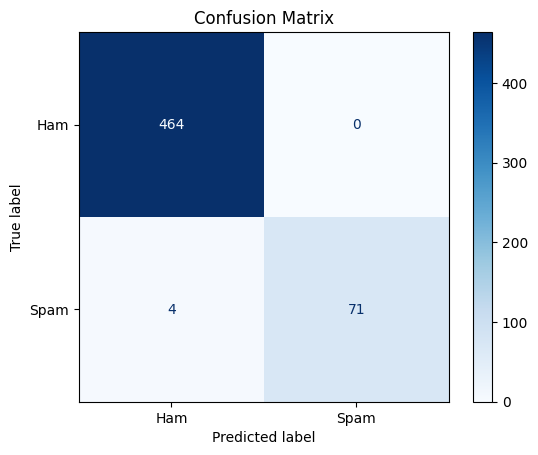 Confusion Matrix
Ham
464
0
400
300
True label
200
Spam
4
71
100
0
Ham
Spam
Predicted label